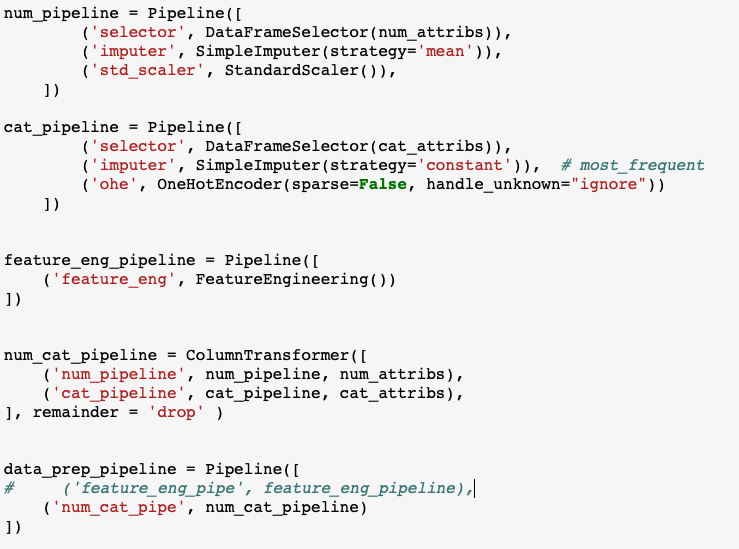 num_pipeline = Pipeline([
        ('selector', DataFrameSelector(num_attribs)),
        ('imputer', SimpleImputer(strategy='mean')),
        ('std_scaler', StandardScaler()),
    ])
cat_pipeline = Pipeline([
        ('selector', DataFrameSelector(cat_attribs)),
        ('imputer', SimpleImputer(strategy='constant')),  # most_frequent
        ('ohe', OneHotEncoder(sparse=False, handle_unknown="ignore"))
    ])
feature_eng_pipeline = Pipeline([
    ('feature_eng', FeatureEngineering())
])
num_cat_pipeline = ColumnTransformer([
    ('num_pipeline', num_pipeline, num_attribs),
    ('cat_pipeline', cat_pipeline, cat_attribs),
], remainder = 'drop' )
data_prep_pipeline = Pipeline([
#     ('feature_eng_pipe', feature_eng_pipeline),
    ('num_cat_pipe', num_cat_pipeline)
])